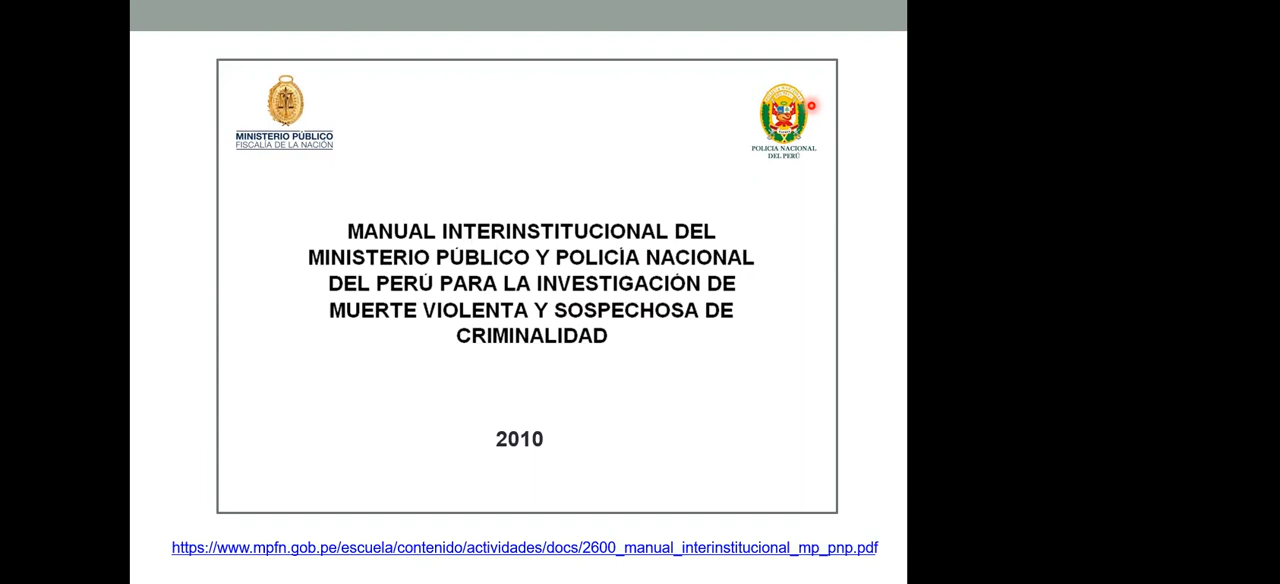 MINISTERIO PÚBLICO
FISCALÍA DE LA NACIÓN
POLICIA NACIONAL
DEL PERÚ
MANUAL INTERINSTITUCIONAL DEL
MINISTERIO PÚBLICO Y POLICÍA NACIONAL
DEL PERÚ PARA LA INVESTIGACIÓN DE
MUERTE VIOLENTA Y SOSPECHOSA DE
CRIMINALIDAD
2010
https://www.mpfn.gob.pe/escuela/contenido/actividades/docs/2600_manual_interinstitucional_mp_pnp.pdf